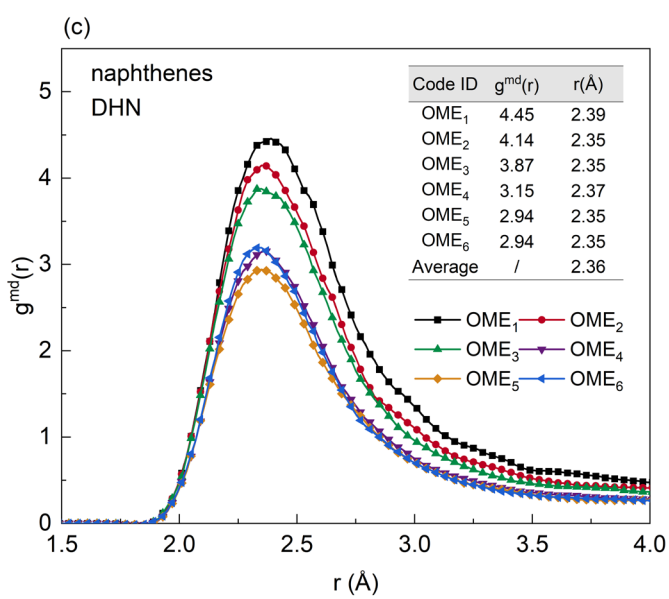 (c)
naphthenes
DHN
Code ID g^md(r) r(Å)
OME₁ 4.45 2.39
OME₂ 4.14 2.35
OME₃ 3.87 2.35
OME₄ 3.15 2.37
OME₅ 2.94 2.35
OME₆ 2.94 2.35
Average / 2.36
OME₁ OME₂
OME₃ OME₄
OME₅ OME₆
g^md(r)
5
4
3
2
1
0
1.5 2.0 2.5 3.0 3.5 4.0
r (Å)